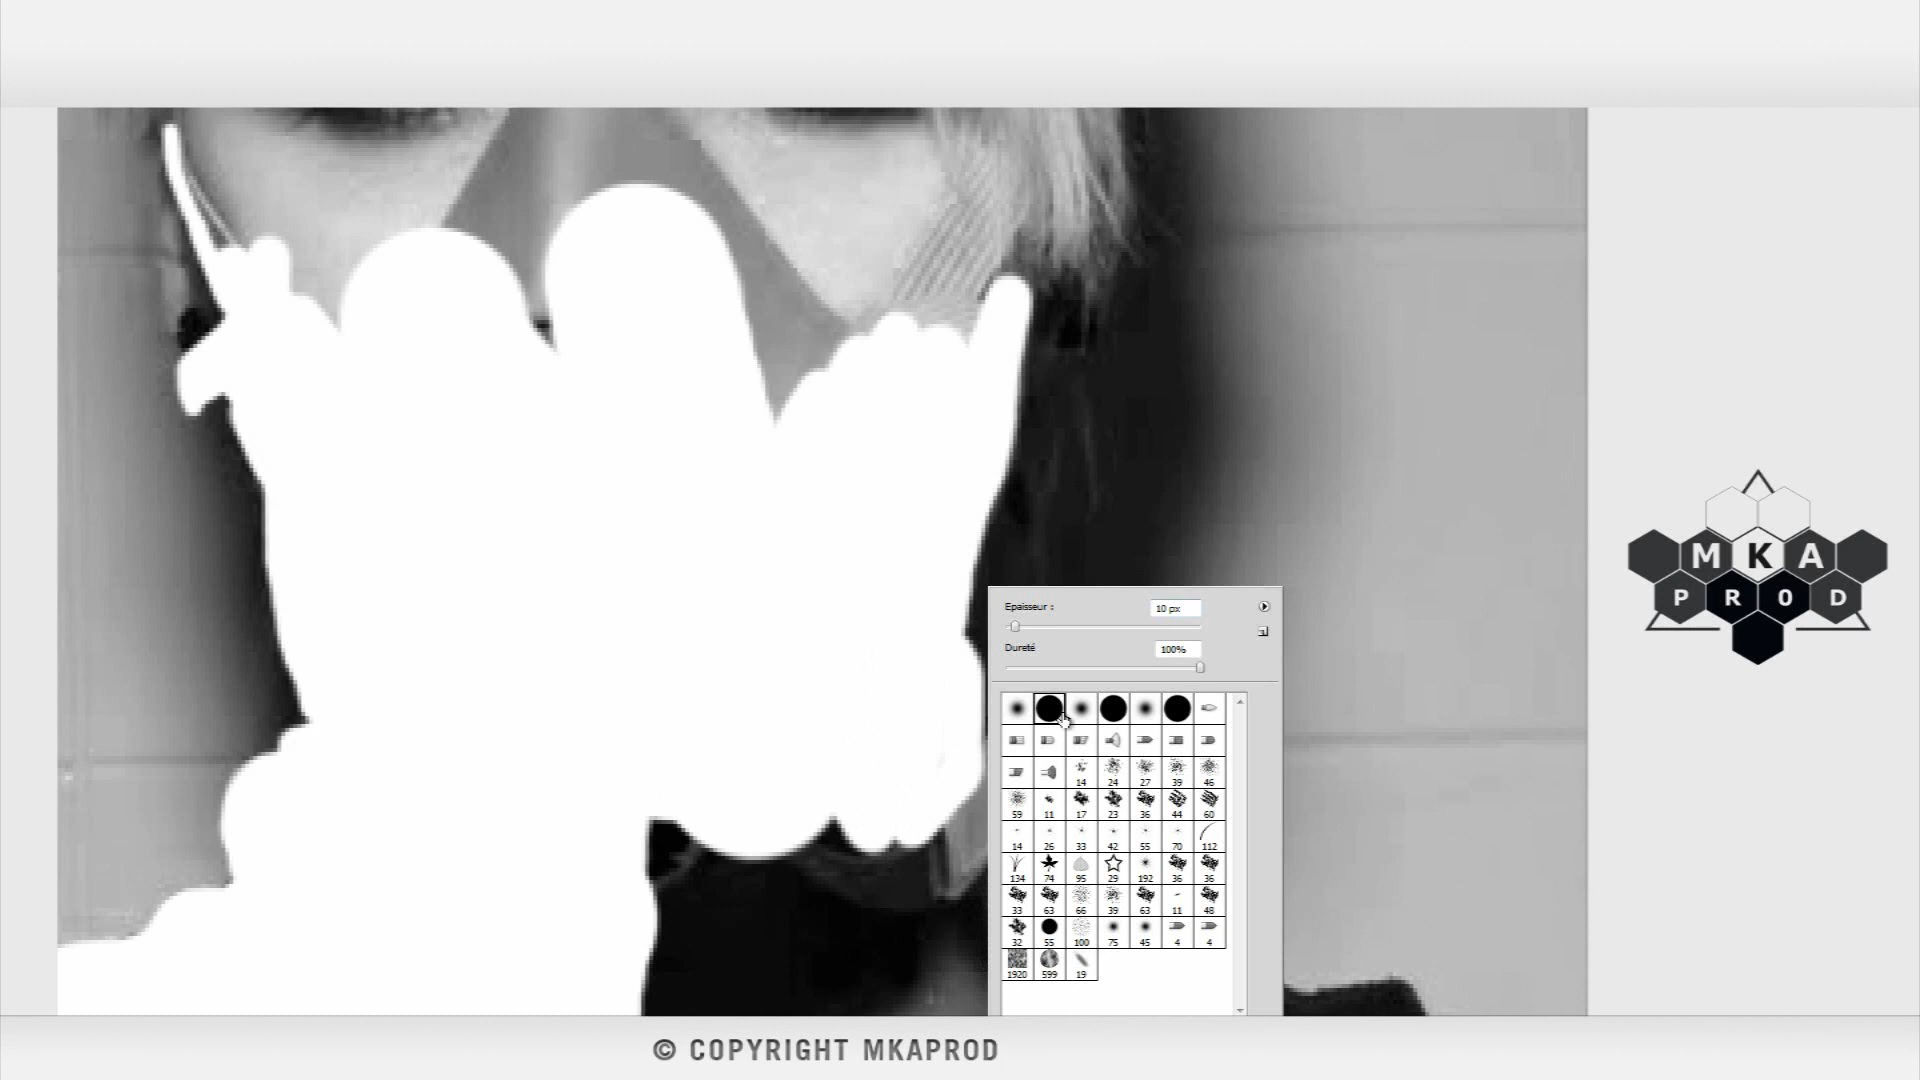 Epaisseur :
10 px
Dureté
100%
14 24 27 39 46
59 11 17 23 36 44 60
14 26 33 42 55 70 112
134 74 95 29 192 36 36
33 63 66 39 63 11 48
32 55 100 75 45 4 4
1920 599 19
MKA
PROD
© COPYRIGHT MKAPROD